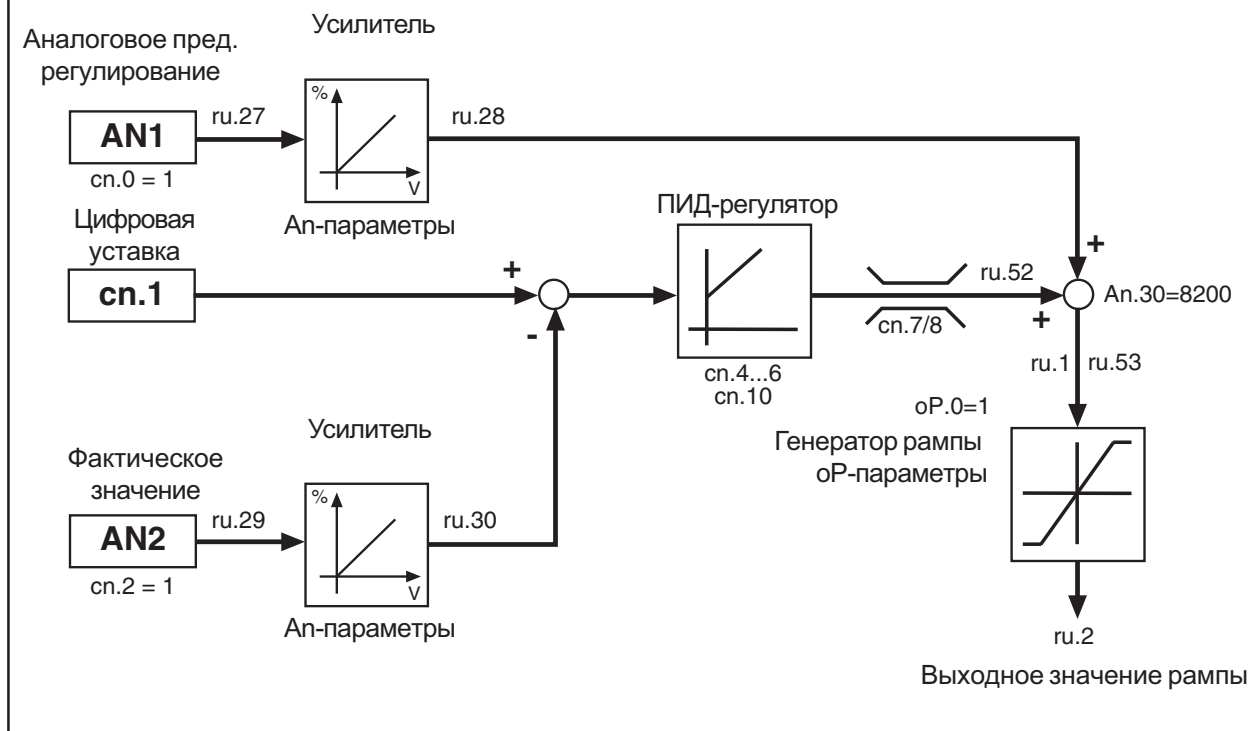 Усилитель
Аналоговое пред.
регулирование
%
AN1
ru.27
ru.28
V
cn.0 = 1
An-параметры
Цифровая
уставка
ПИД-регулятор
cn.1
+
-
cn.4...6
cn.10
cn.7/8
ru.52
+
+
An.30=8200
ru.1
ru.53
oP.0=1
Генератор рампы
oP-параметры
Усилитель
Фактическое
значение
%
AN2
ru.29
ru.30
V
cn.2 = 1
An-параметры
ru.2
Выходное значение рампы